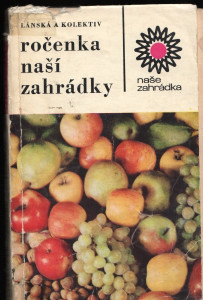 LÁNSKÁ A KOLEKTIV
ročenka
naší
zahrádky
naše
zahrádka